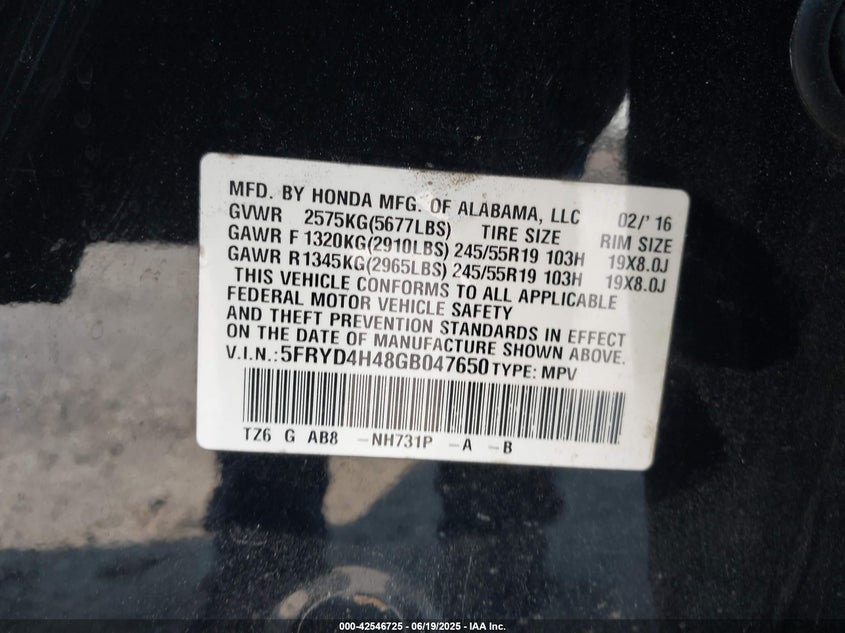 MFD. BY HONDA MFG. OF ALABAMA, LLC 02/' 16
GVWR 2575KG(5677LBS) TIRE SIZE RIM SIZE
GAWR F 1320KG(2910LBS) 245/55R19 103H 19X8.0J
GAWR R1345KG(2965LBS) 245/55R19 103H 19X8.0J
THIS VEHICLE CONFORMS TO ALL APPLICABLE
FEDERAL MOTOR VEHICLE SAFETY
AND THEFT PREVENTION STANDARDS IN EFFECT
ON THE DATE OF MANUFACTURE SHOWN ABOVE.
V.I.N.:5FRYD4H48GB047650 TYPE: MPV
TZ6 G AB8 -NH731P -A -B
000-42546725 - 06/19/2025 - IAA Inc.